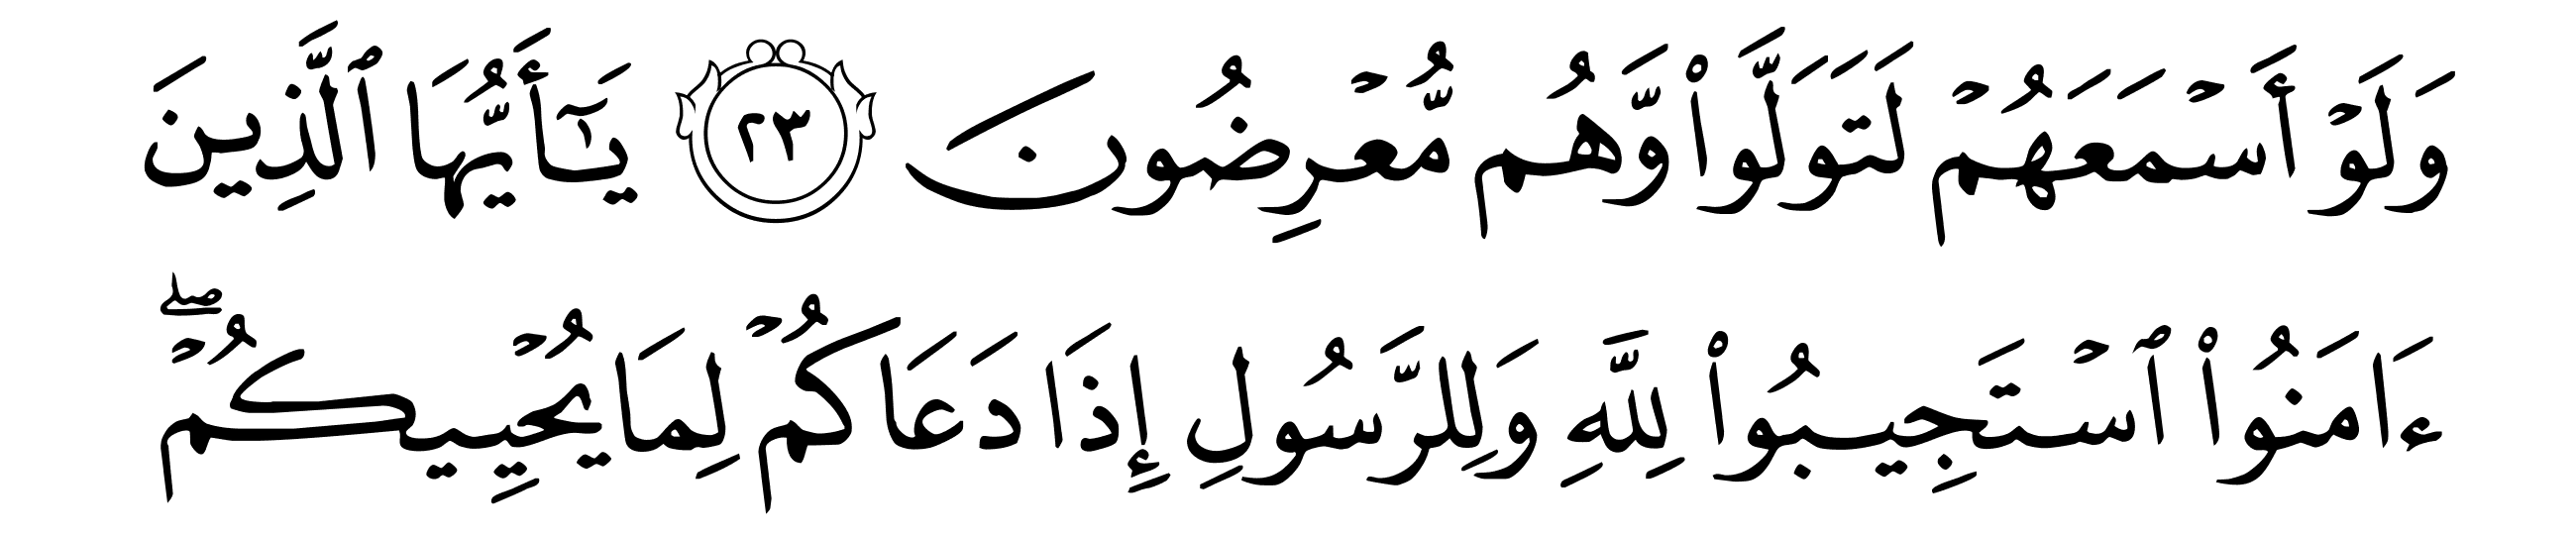 وَلَوۡ أَسۡمَعَهُمۡ لَتَوَلَّواْ وَّهُم مُّعۡرِضُونَ ٢٣ يَـٰٓأَيُّهَا ٱلَّذِينَ
ءَامَنُواْ ٱسۡتَجِيبُواْ لِلَّهِ وَلِلرَّسُولِ إِذَا دَعَاكُمۡ لِمَا يُحۡيِيكُمۡۖ